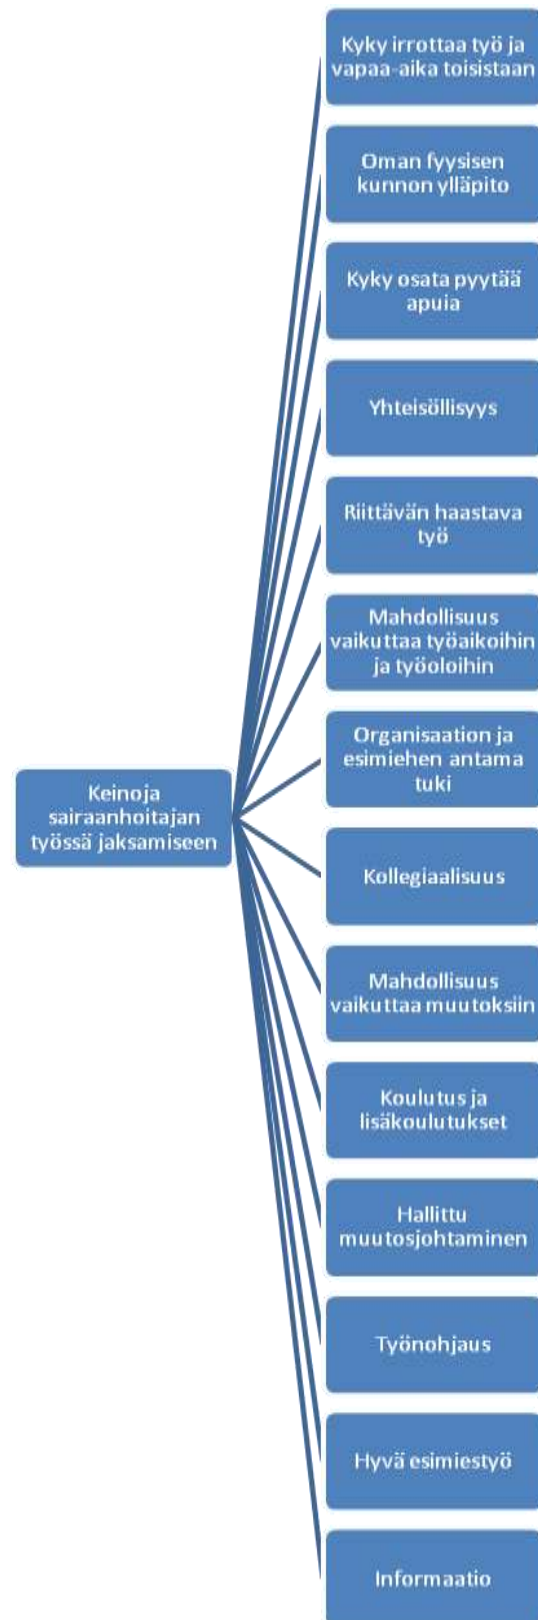 Kyky irrottaa työ ja
vapaa-aika toisistaan
Oman fyysisen
kunnon ylläpito
Kyky osata pyytää
apuia
Yhteisöllisyys
Riittävän haastava
työ
Mahdollisuus
vaikuttaa työaikoihin
ja työoloihin
Organisaation ja
esimiehen antama
tuki
Keinoja
sairaanhoitajan
työssä jaksamiseen
Kollegiaalisuus
Mahdollisuus
vaikuttaa muutoksiin
Koulutus ja
lisäkoulutukset
Hallittu
muutosjohtaminen
Työnohjaus
Hyvä esimiestyö
Informaatio